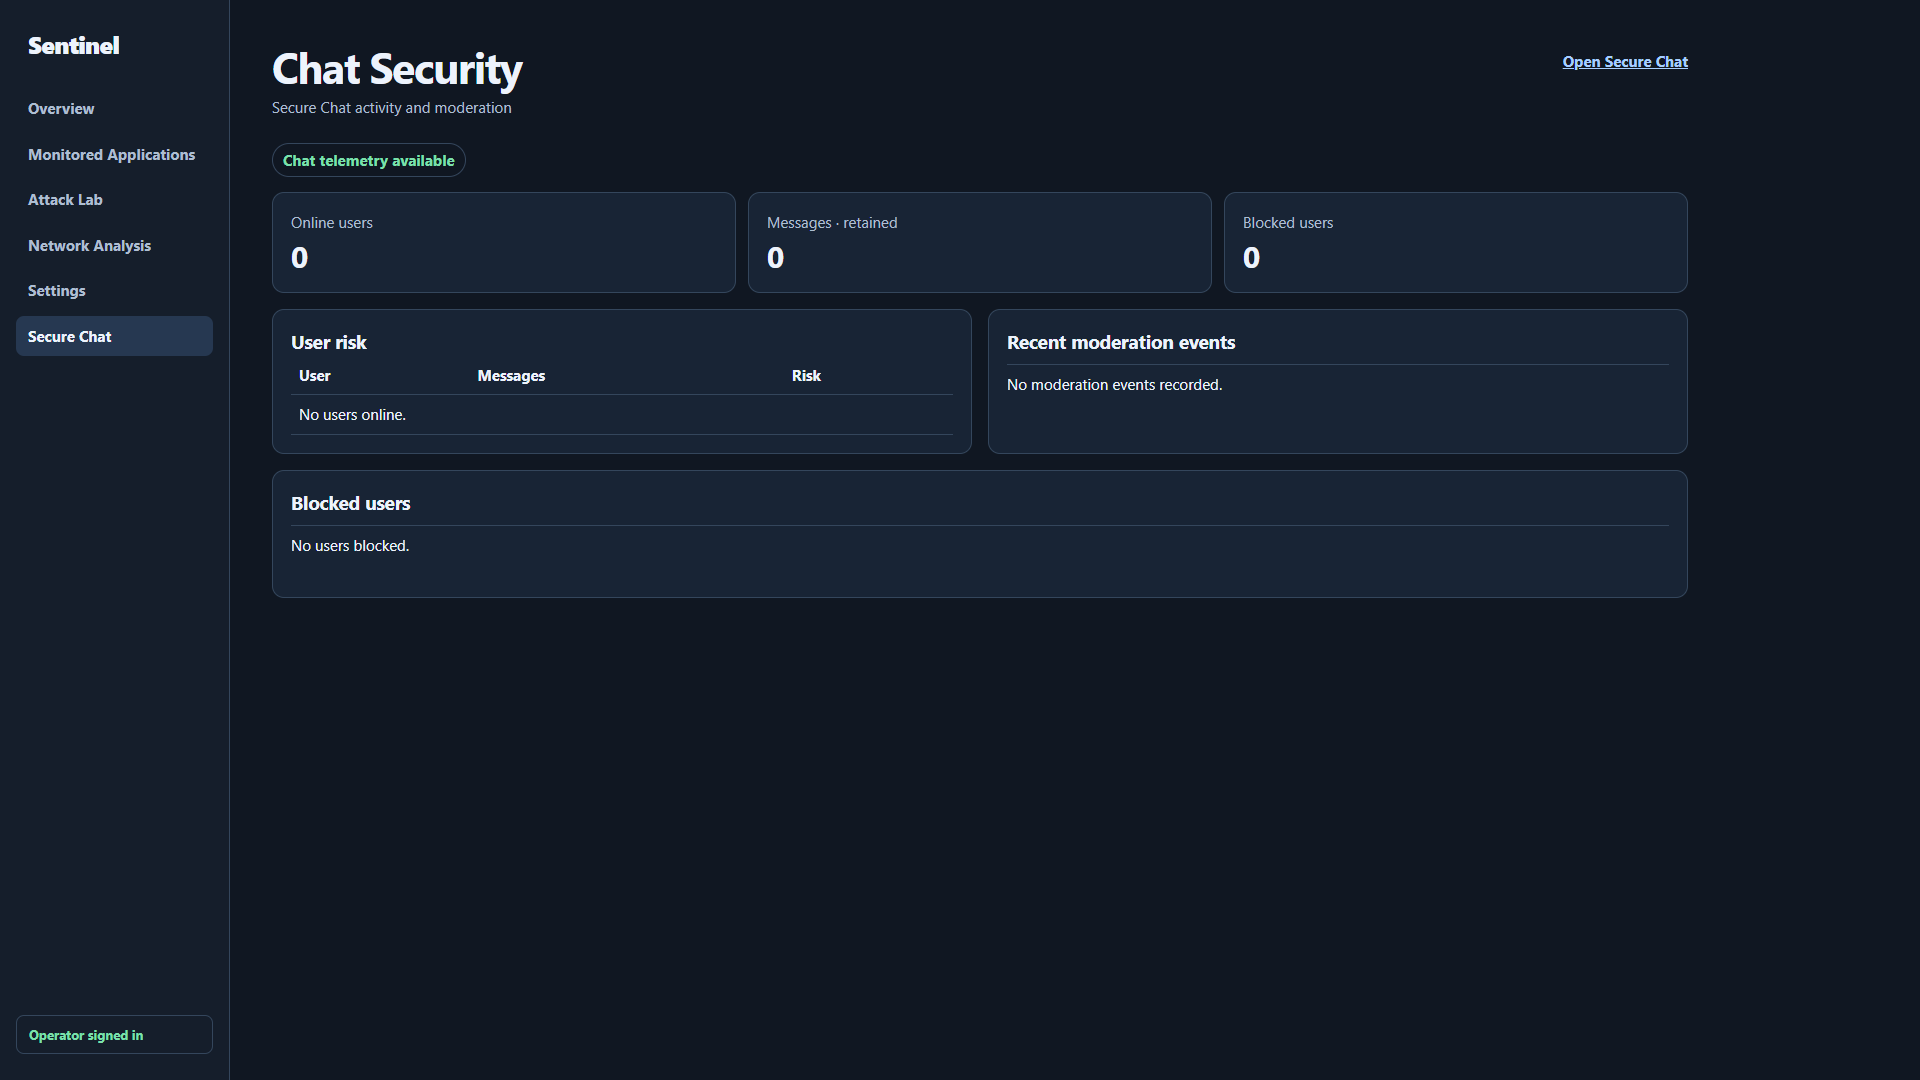 Sentinel
Overview
Monitored Applications
Attack Lab
Network Analysis
Settings
Secure Chat
Operator signed in
Chat Security
Secure Chat activity and moderation
Open Secure Chat
Chat telemetry available
Online users
0
Messages · retained
0
Blocked users
0
User risk
User Messages Risk
No users online.
Recent moderation events
No moderation events recorded.
Blocked users
No users blocked.